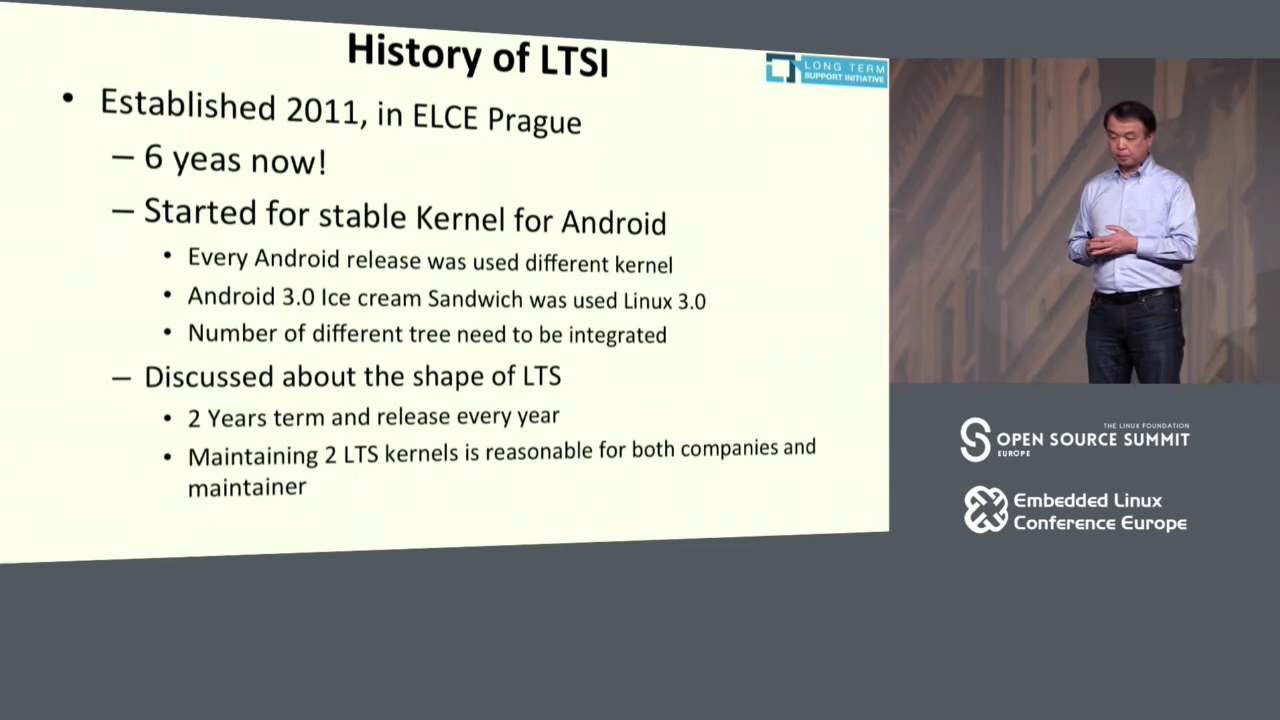 History of LTSI
LONG TERM
SUPPORT INITIATIVE
• Established 2011, in ELCE Prague
– 6 yeas now!
– Started for stable Kernel for Android
• Every Android release was used different kernel
• Android 3.0 Ice cream Sandwich was used Linux 3.0
• Number of different tree need to be integrated
– Discussed about the shape of LTS
• 2 Years term and release every year
• Maintaining 2 LTS kernels is reasonable for both companies and
maintainer
THE LINUX FOUNDATION
OPEN SOURCE SUMMIT
EUROPE
Embedded Linux
Conference Europe